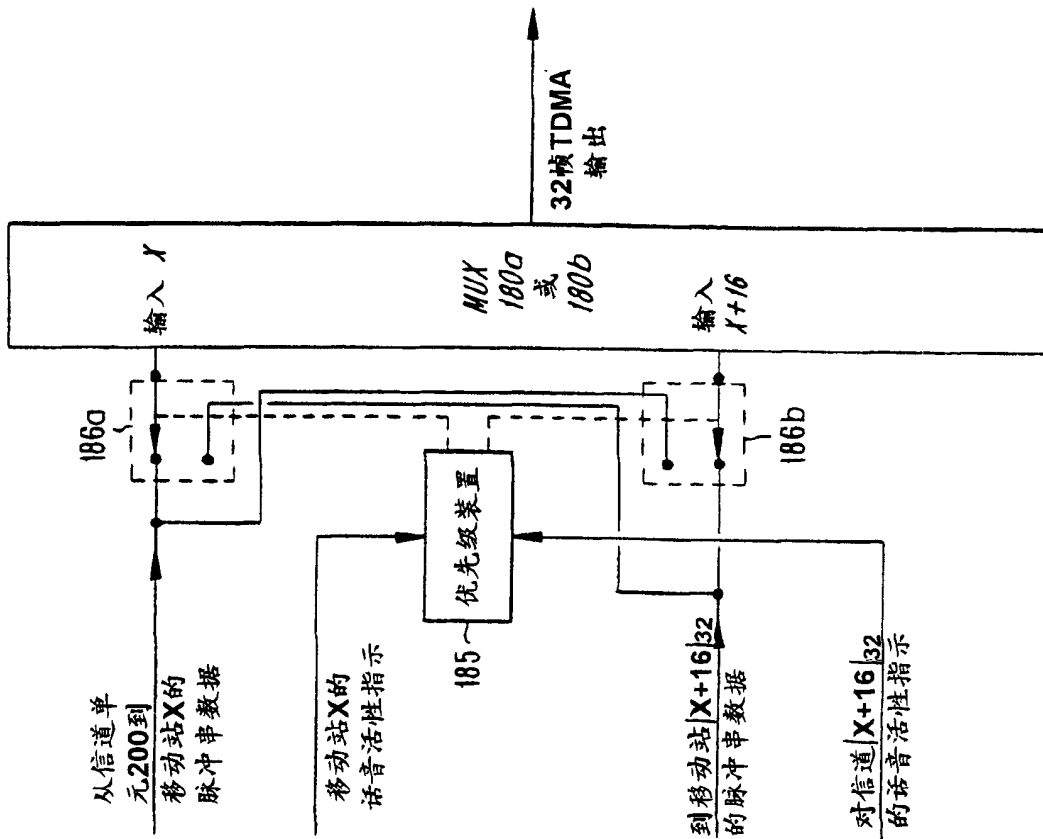 从信道单
元200到
移动站X的
脉冲串数据
移动站X的
话音活性指示
到移动站|X+16|32
的脉冲串数据
对信道|X+16|32
的话音活性指示
185
优先级装置
186a
186b
输入 X
MUX
180a
或
180b
输入
X+16
32帧TDMA
输出